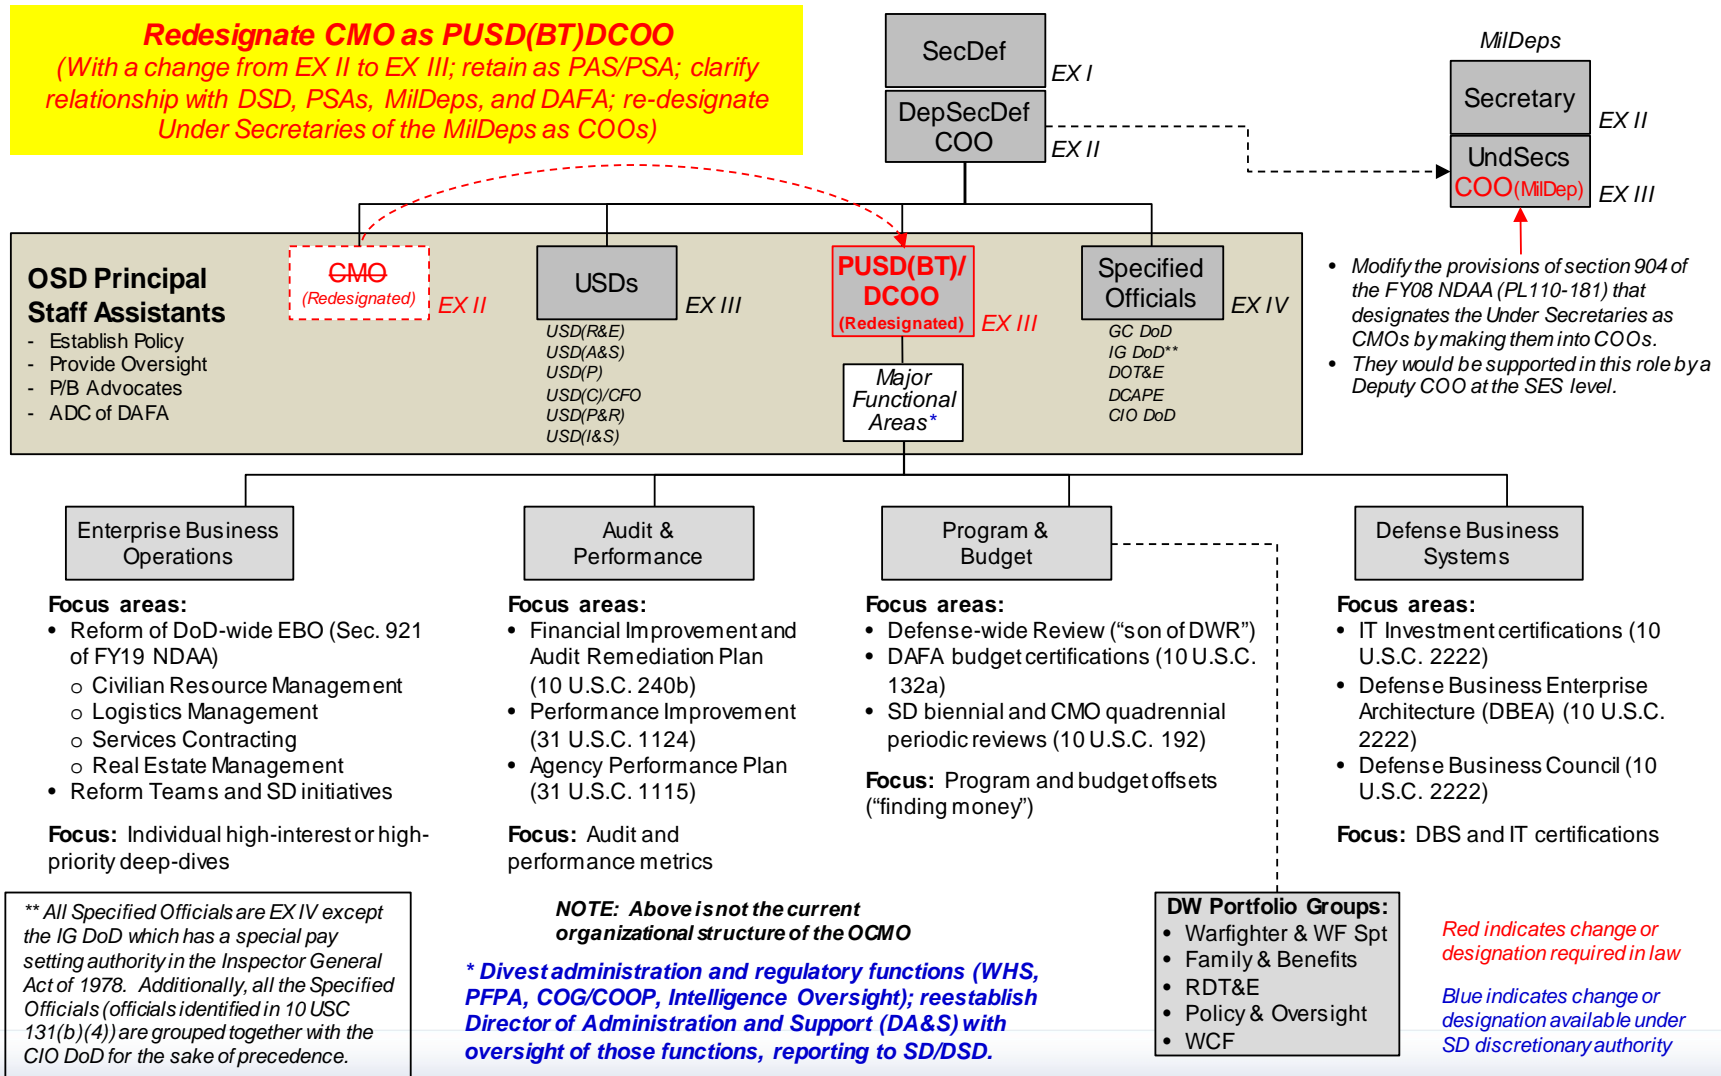 Redesignate CMO as PUSD(BT)DCOO
(With a change from EX II to EX III; retain as PAS/PSA; clarify
relationship with DSD, PSAs, MilDeps, and DAFA; re-designate
Under Secretaries of the MilDeps as COOs)
SecDef
EX I
DepSecDef
COO
EX II
MilDeps
Secretary
EX II
UndSecs
COO(MilDep)
EX III
• Modify the provisions of section 904 of
the FY08 NDAA (PL110-181) that
designates the Under Secretaries as
CMOs by making them into COOs.
• They would be supported in this role by a
Deputy COO at the SES level.
OSD Principal
Staff Assistants
- Establish Policy
- Provide Oversight
- P/B Advocates
- ADC of DAFA
CMO
(Redesignated)
EX II
USDs
EX III
USD(R&E)
USD(A&S)
USD(P)
USD(C)/CFO
USD(P&R)
USD(I&S)
PUSD(BT)/
DCOO
(Redesignated)
EX III
Major
Functional
Areas*
Specified
Officials
EX IV
GC DoD
IG DoD**
DOT&E
DCAPE
CIO DoD
Enterprise Business
Operations
Focus areas:
• Reform of DoD-wide EBO (Sec. 921
of FY19 NDAA)
o Civilian Resource Management
o Logistics Management
o Services Contracting
o Real Estate Management
• Reform Teams and SD initiatives
Focus: Individual high-interest or high-
priority deep-dives
Audit &
Performance
Focus areas:
• Financial Improvement and
Audit Remediation Plan
(10 U.S.C. 240b)
• Performance Improvement
(31 U.S.C. 1124)
• Agency Performance Plan
(31 U.S.C. 1115)
Focus: Audit and
performance metrics
Program &
Budget
Focus areas:
• Defense-wide Review (“son of DWR”)
• DAFA budget certifications (10 U.S.C.
132a)
• SD biennial and CMO quadrennial
periodic reviews (10 U.S.C. 192)
Focus: Program and budget offsets
(“finding money”)
Defense Business
Systems
Focus areas:
• IT Investment certifications (10
U.S.C. 2222)
• Defense Business Enterprise
Architecture (DBEA) (10 U.S.C.
2222)
• Defense Business Council (10
U.S.C. 2222)
Focus: DBS and IT certifications
** All Specified Officials are EX IV except
the IG DoD which has a special pay
setting authority in the Inspector General
Act of 1978. Additionally, all the Specified
Officials (officials identified in 10 USC
131(b)(4)) are grouped together with the
CIO DoD for the sake of precedence.
NOTE: Above is not the current
organizational structure of the OCMO
* Divest administration and regulatory functions (WHS,
PFPA, COG/COOP, Intelligence Oversight); reestablish
Director of Administration and Support (DA&S) with
oversight of those functions, reporting to SD/DSD.
DW Portfolio Groups:
• Warfighter & WF Spt
• Family & Benefits
• RDT&E
• Policy & Oversight
• WCF
Red indicates change or
designation required in law
Blue indicates change or
designation available under
SD discretionary authority